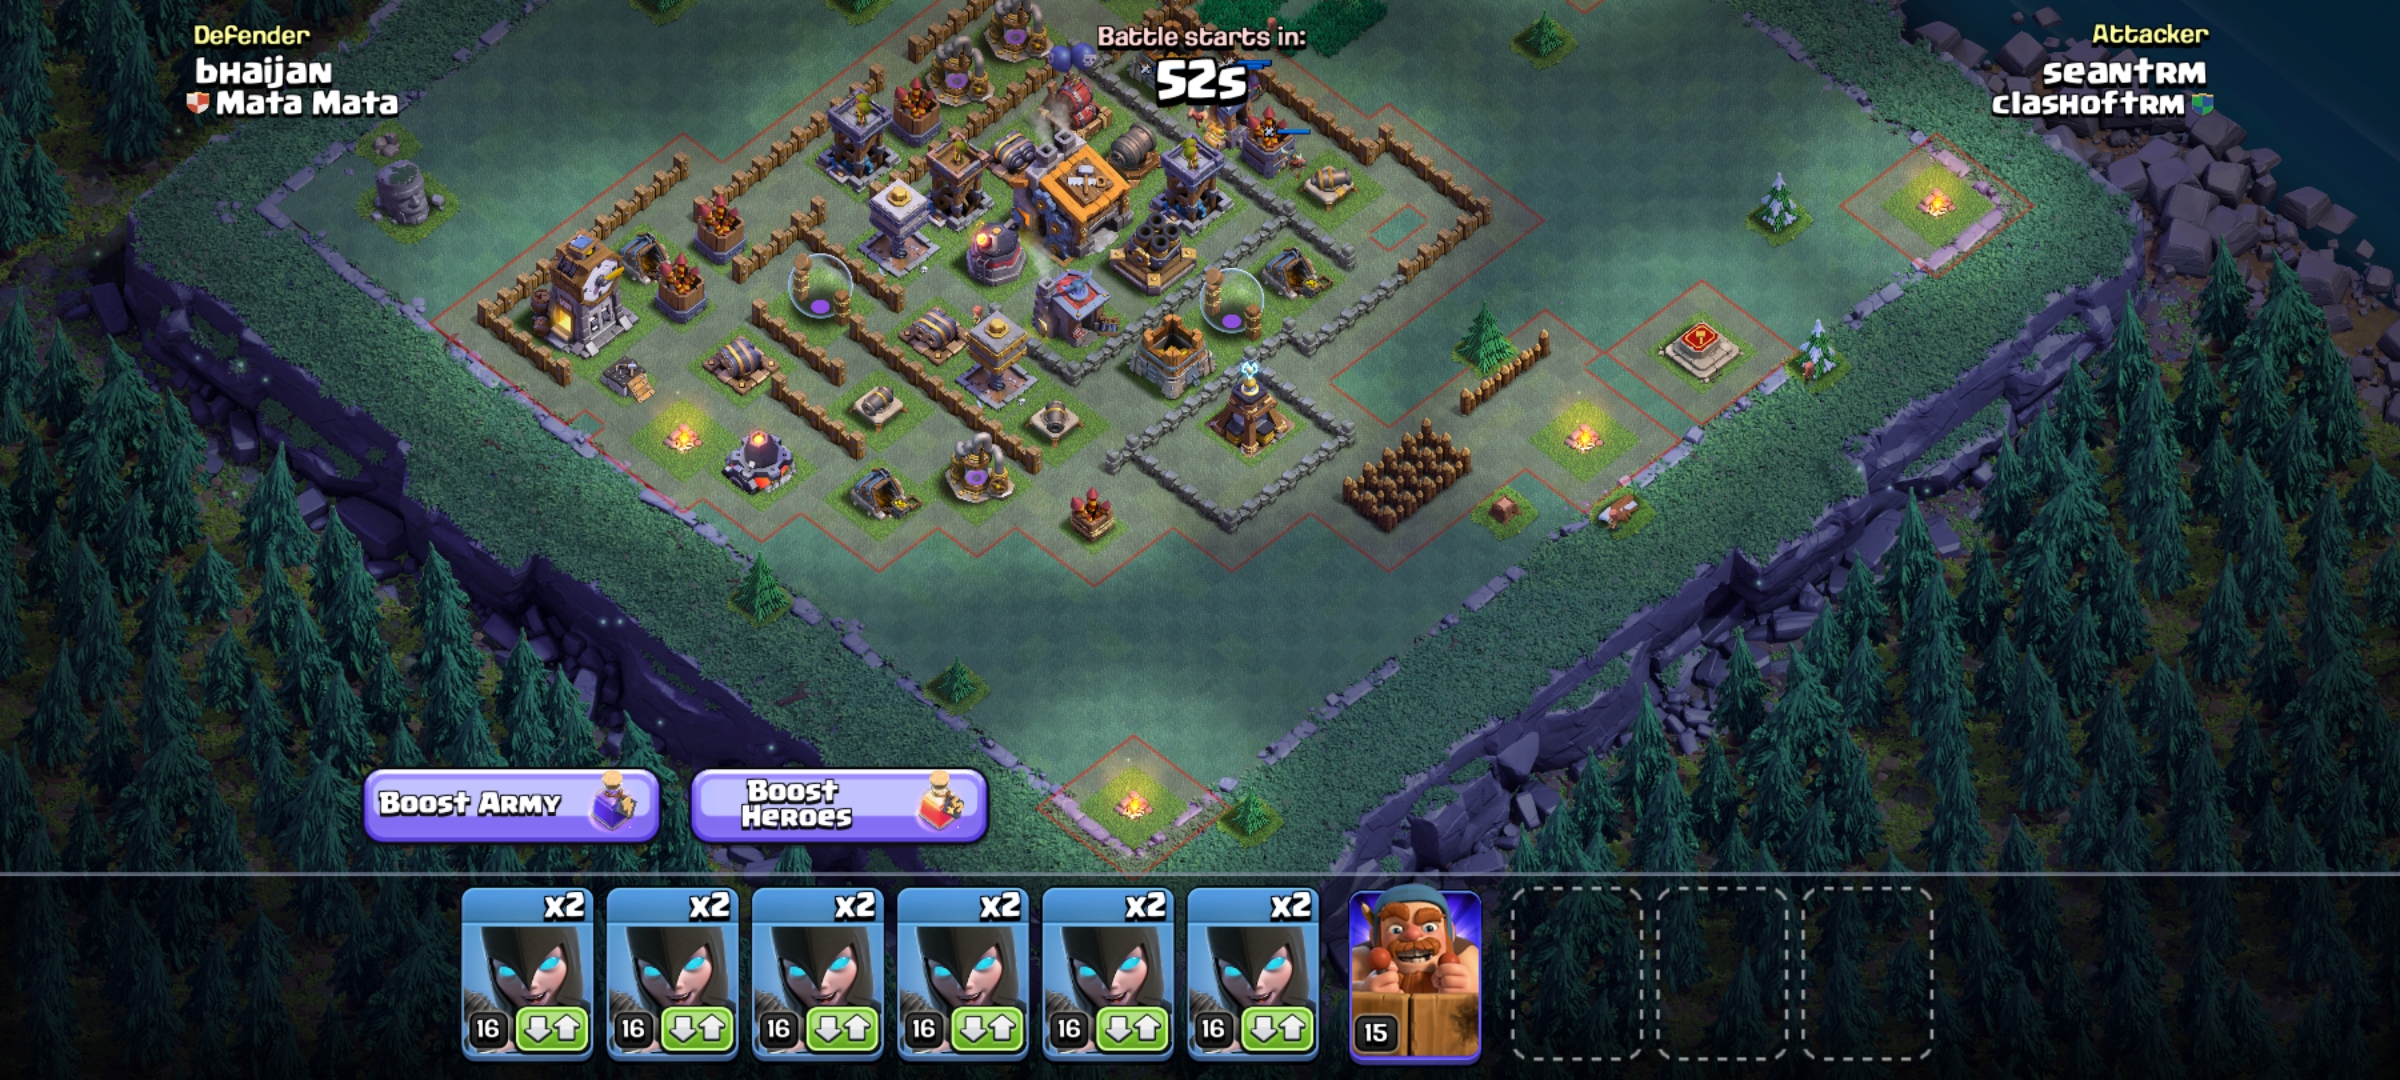 Defender
bhaijan
Mata Mata
Battle starts in:
52s
Attacker
seantrm
clashoftrm
Boost Army
Boost
Heroes
x2
x2
x2
x2
x2
x2
16
16
16
16
16
16
15